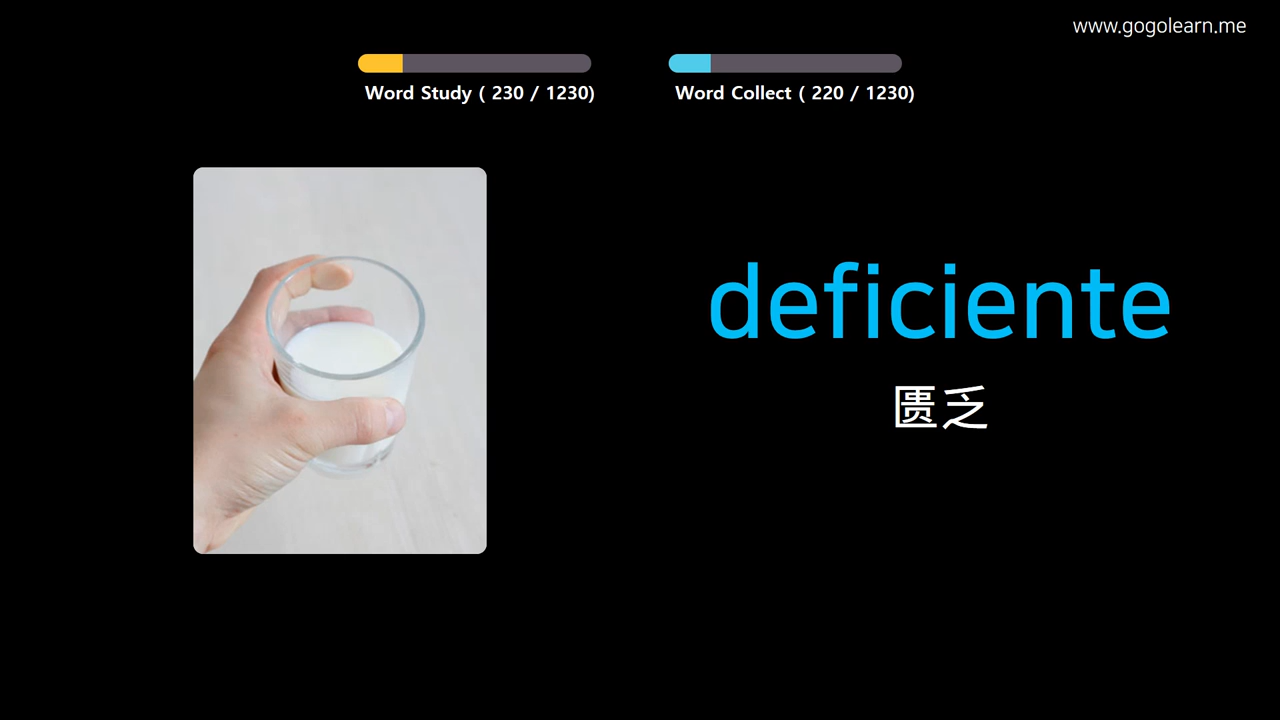 www.gogolearn.me
Word Study ( 230 / 1230)
Word Collect ( 220 / 1230)
deficiente
匮乏